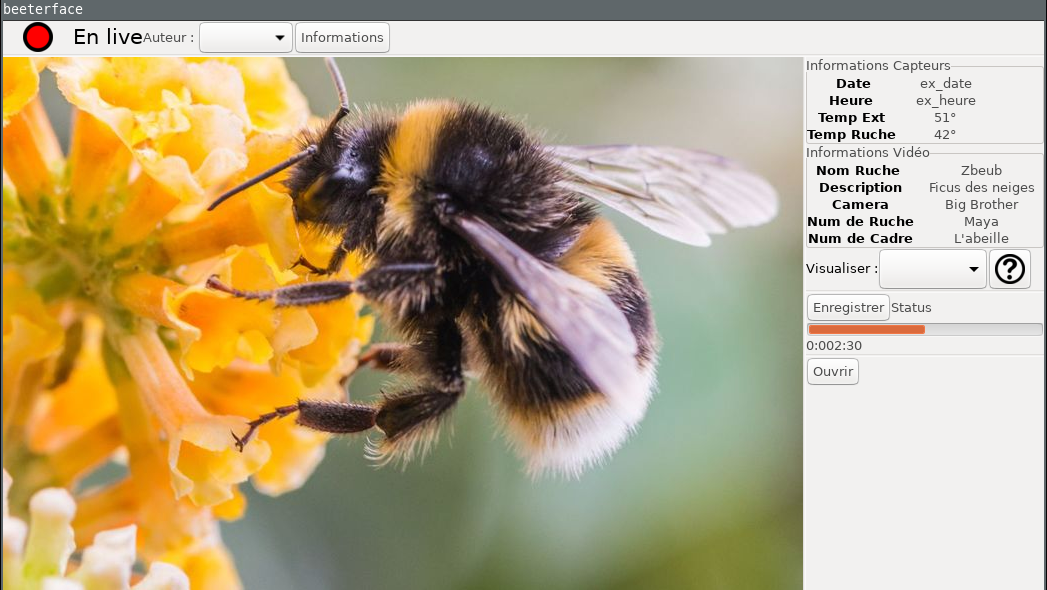 beeterface
En live Auteur : Informations
Informations Capteurs
Date ex_date
Heure ex_heure
Temp Ext 51°
Temp Ruche 42°
Informations Vidéo
Nom Ruche Zbeub
Description Ficus des neiges
Camera Big Brother
Num de Ruche Maya
Num de Cadre L'abeille
Visualiser : ?
Enregistrer Status
0:002:30
Ouvrir